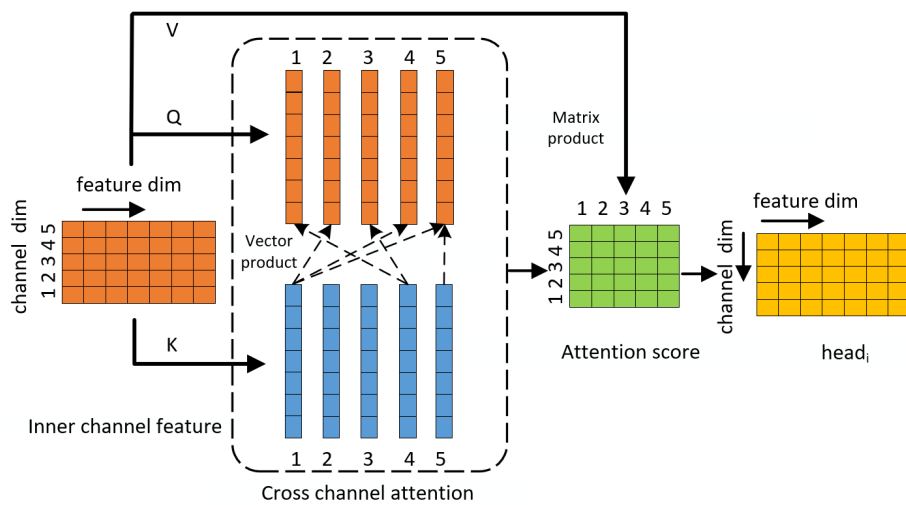 V
1 2 3 4 5
Q
Matrix
product
feature dim
channel dim
1 2 3 4 5
Vector
product
1 2 3 4 5
1 2 3 4 5
feature dim
channel dim
K
Attention score
head_i
Inner channel feature
1 2 3 4 5
Cross channel attention